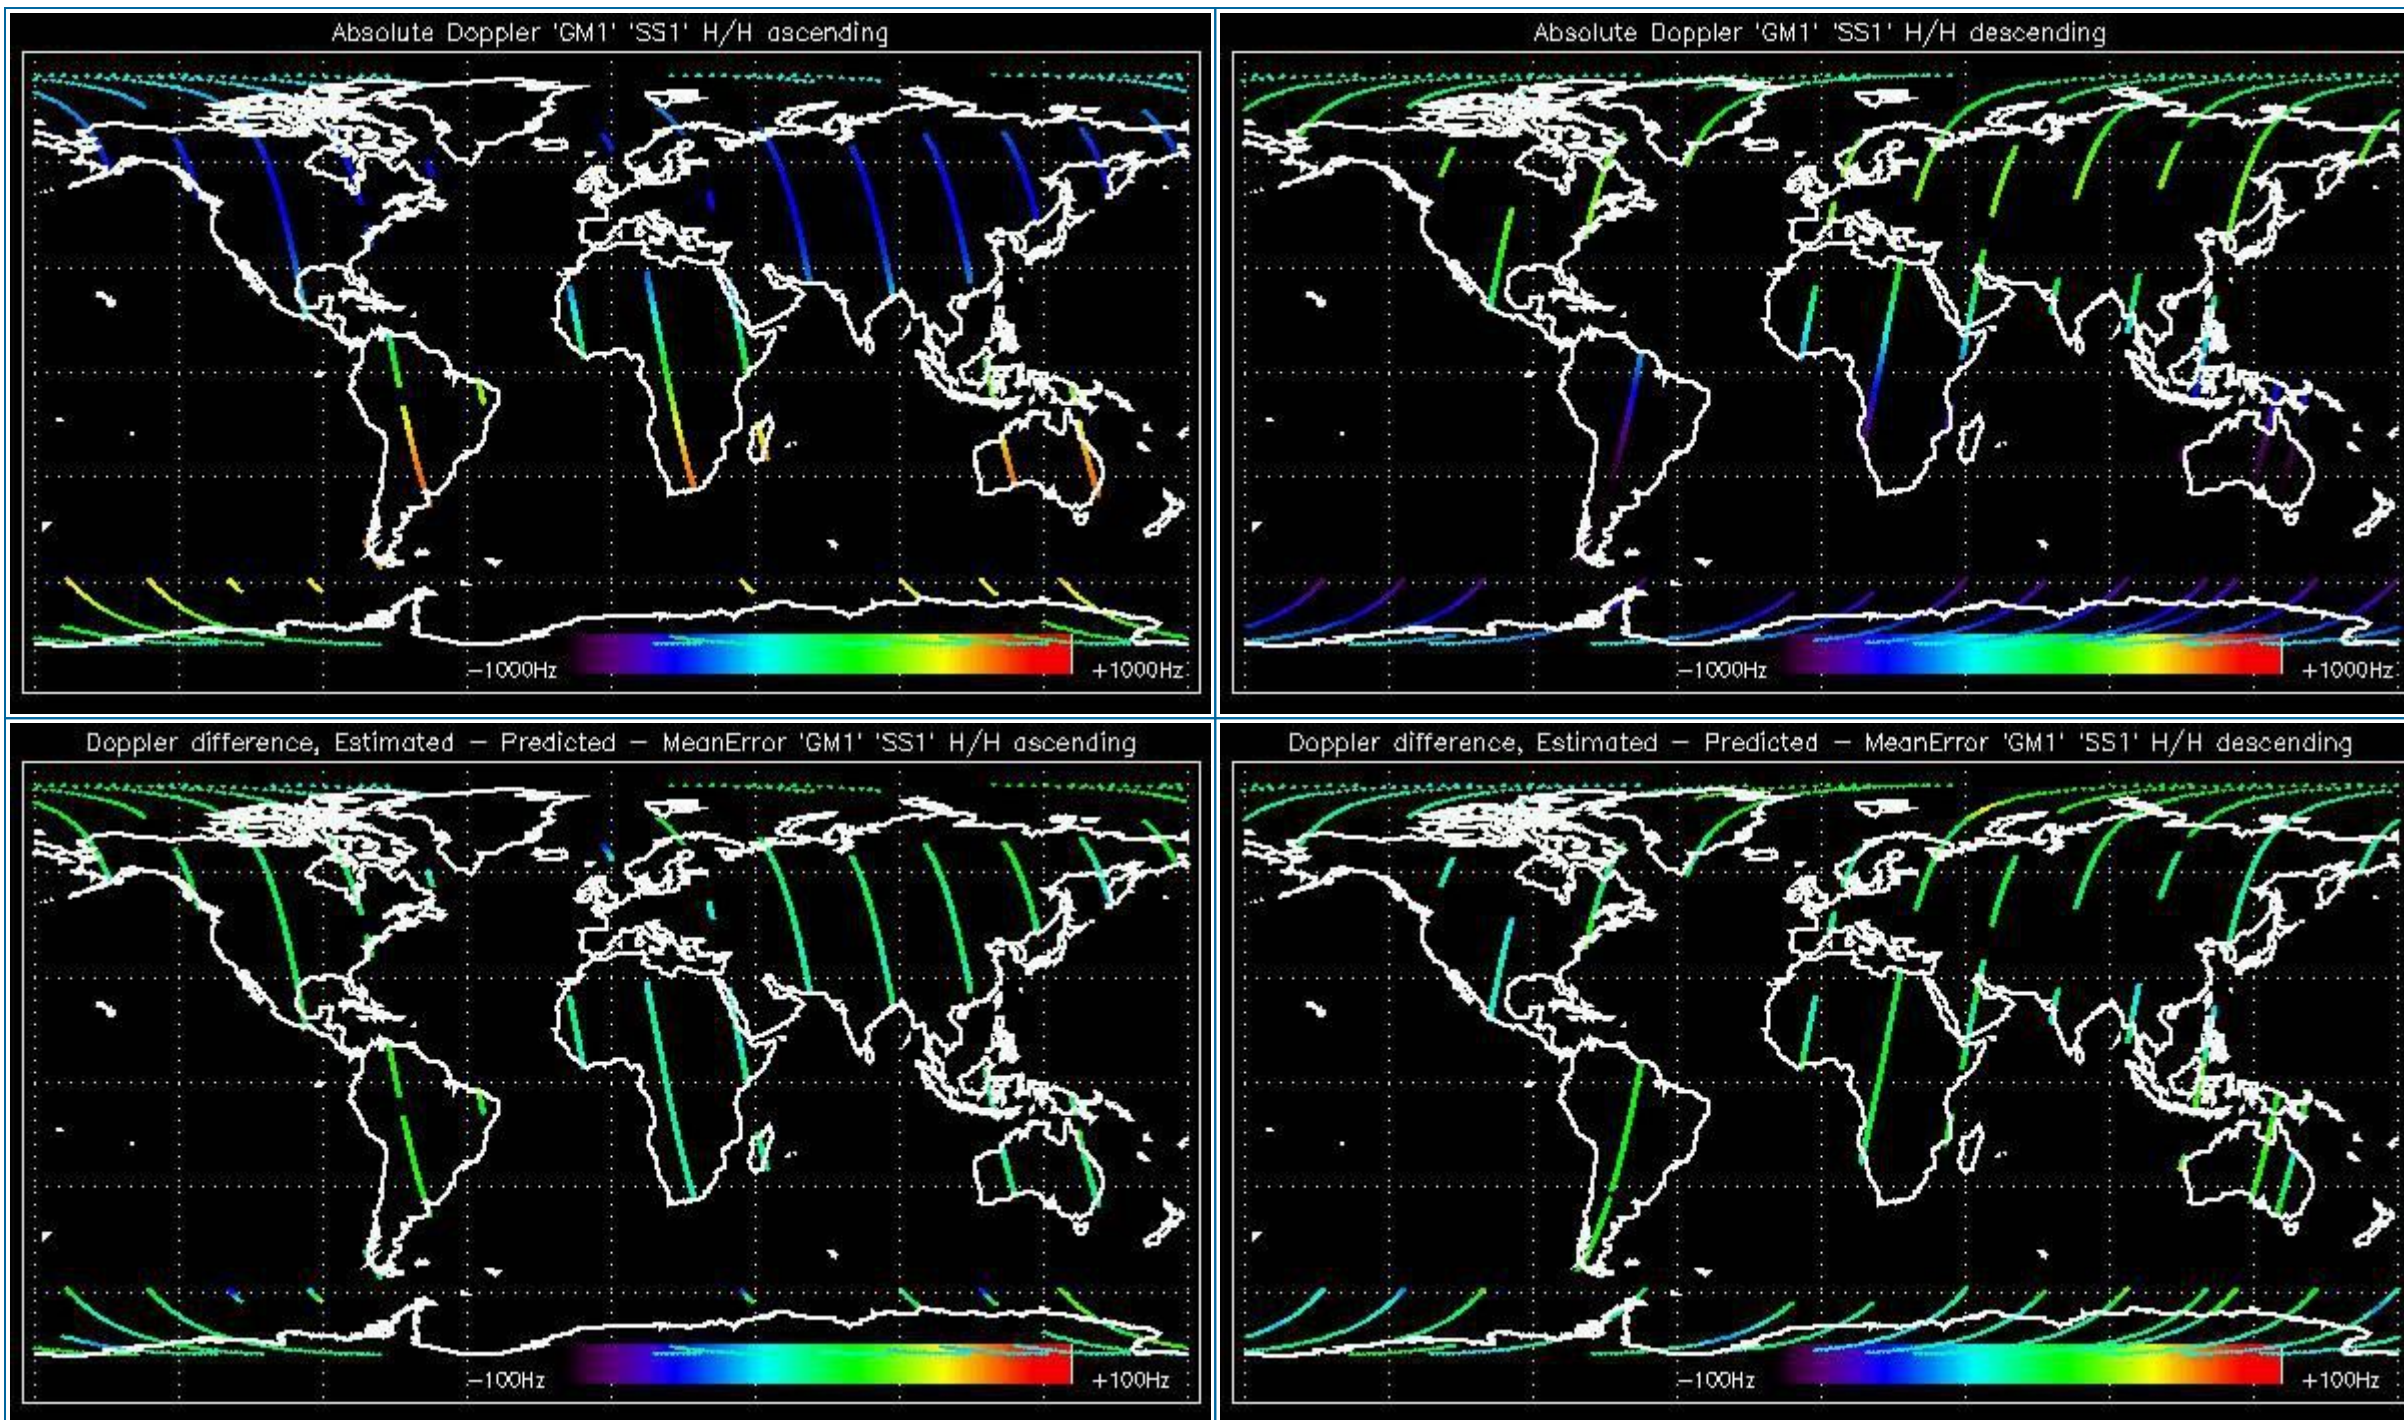 Absolute Doppler 'GM1' 'SS1' H/H ascending
-1000Hz
+1000Hz
Absolute Doppler 'GM1' 'SS1' H/H descending
-1000Hz
+1000Hz
Doppler difference, Estimated - Predicted - MeanError 'GM1' 'SS1' H/H ascending
-100Hz
+100Hz
Doppler difference, Estimated - Predicted - MeanError 'GM1' 'SS1' H/H descending
-100Hz
+100Hz